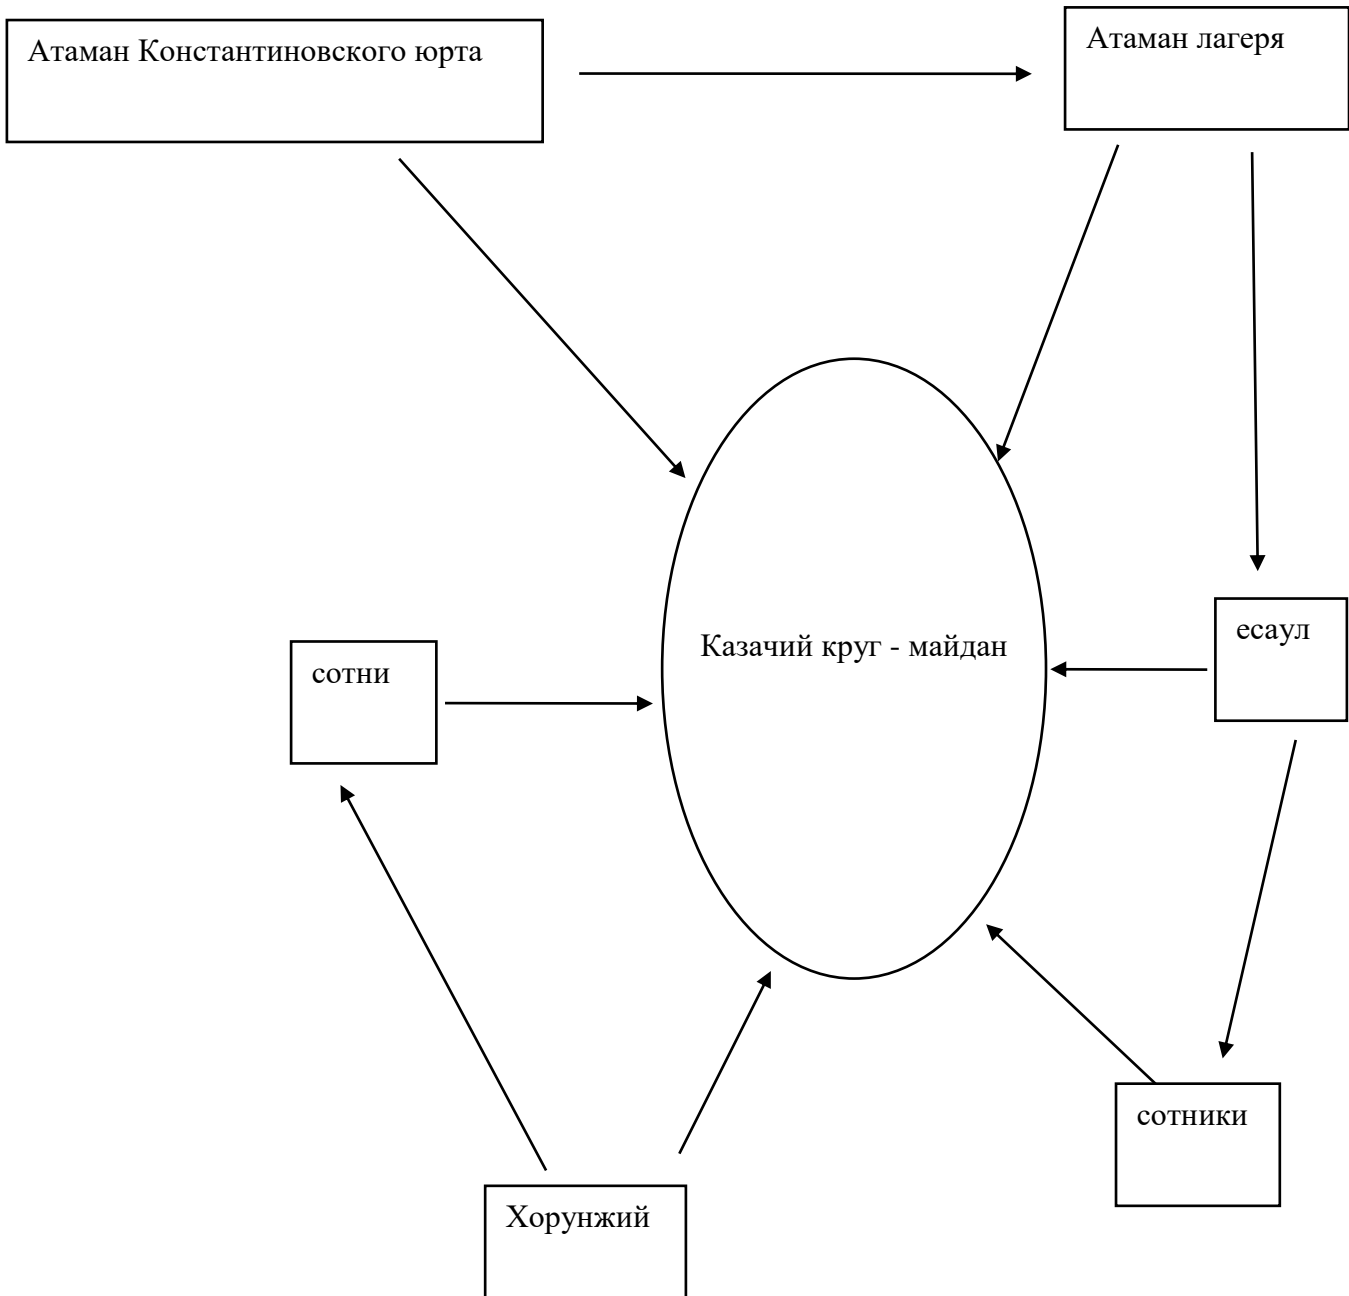 Атаман Константиновского юрта
Атаман лагеря
Казачий круг - майдан
есаул
сотни
сотники
Хорунжий